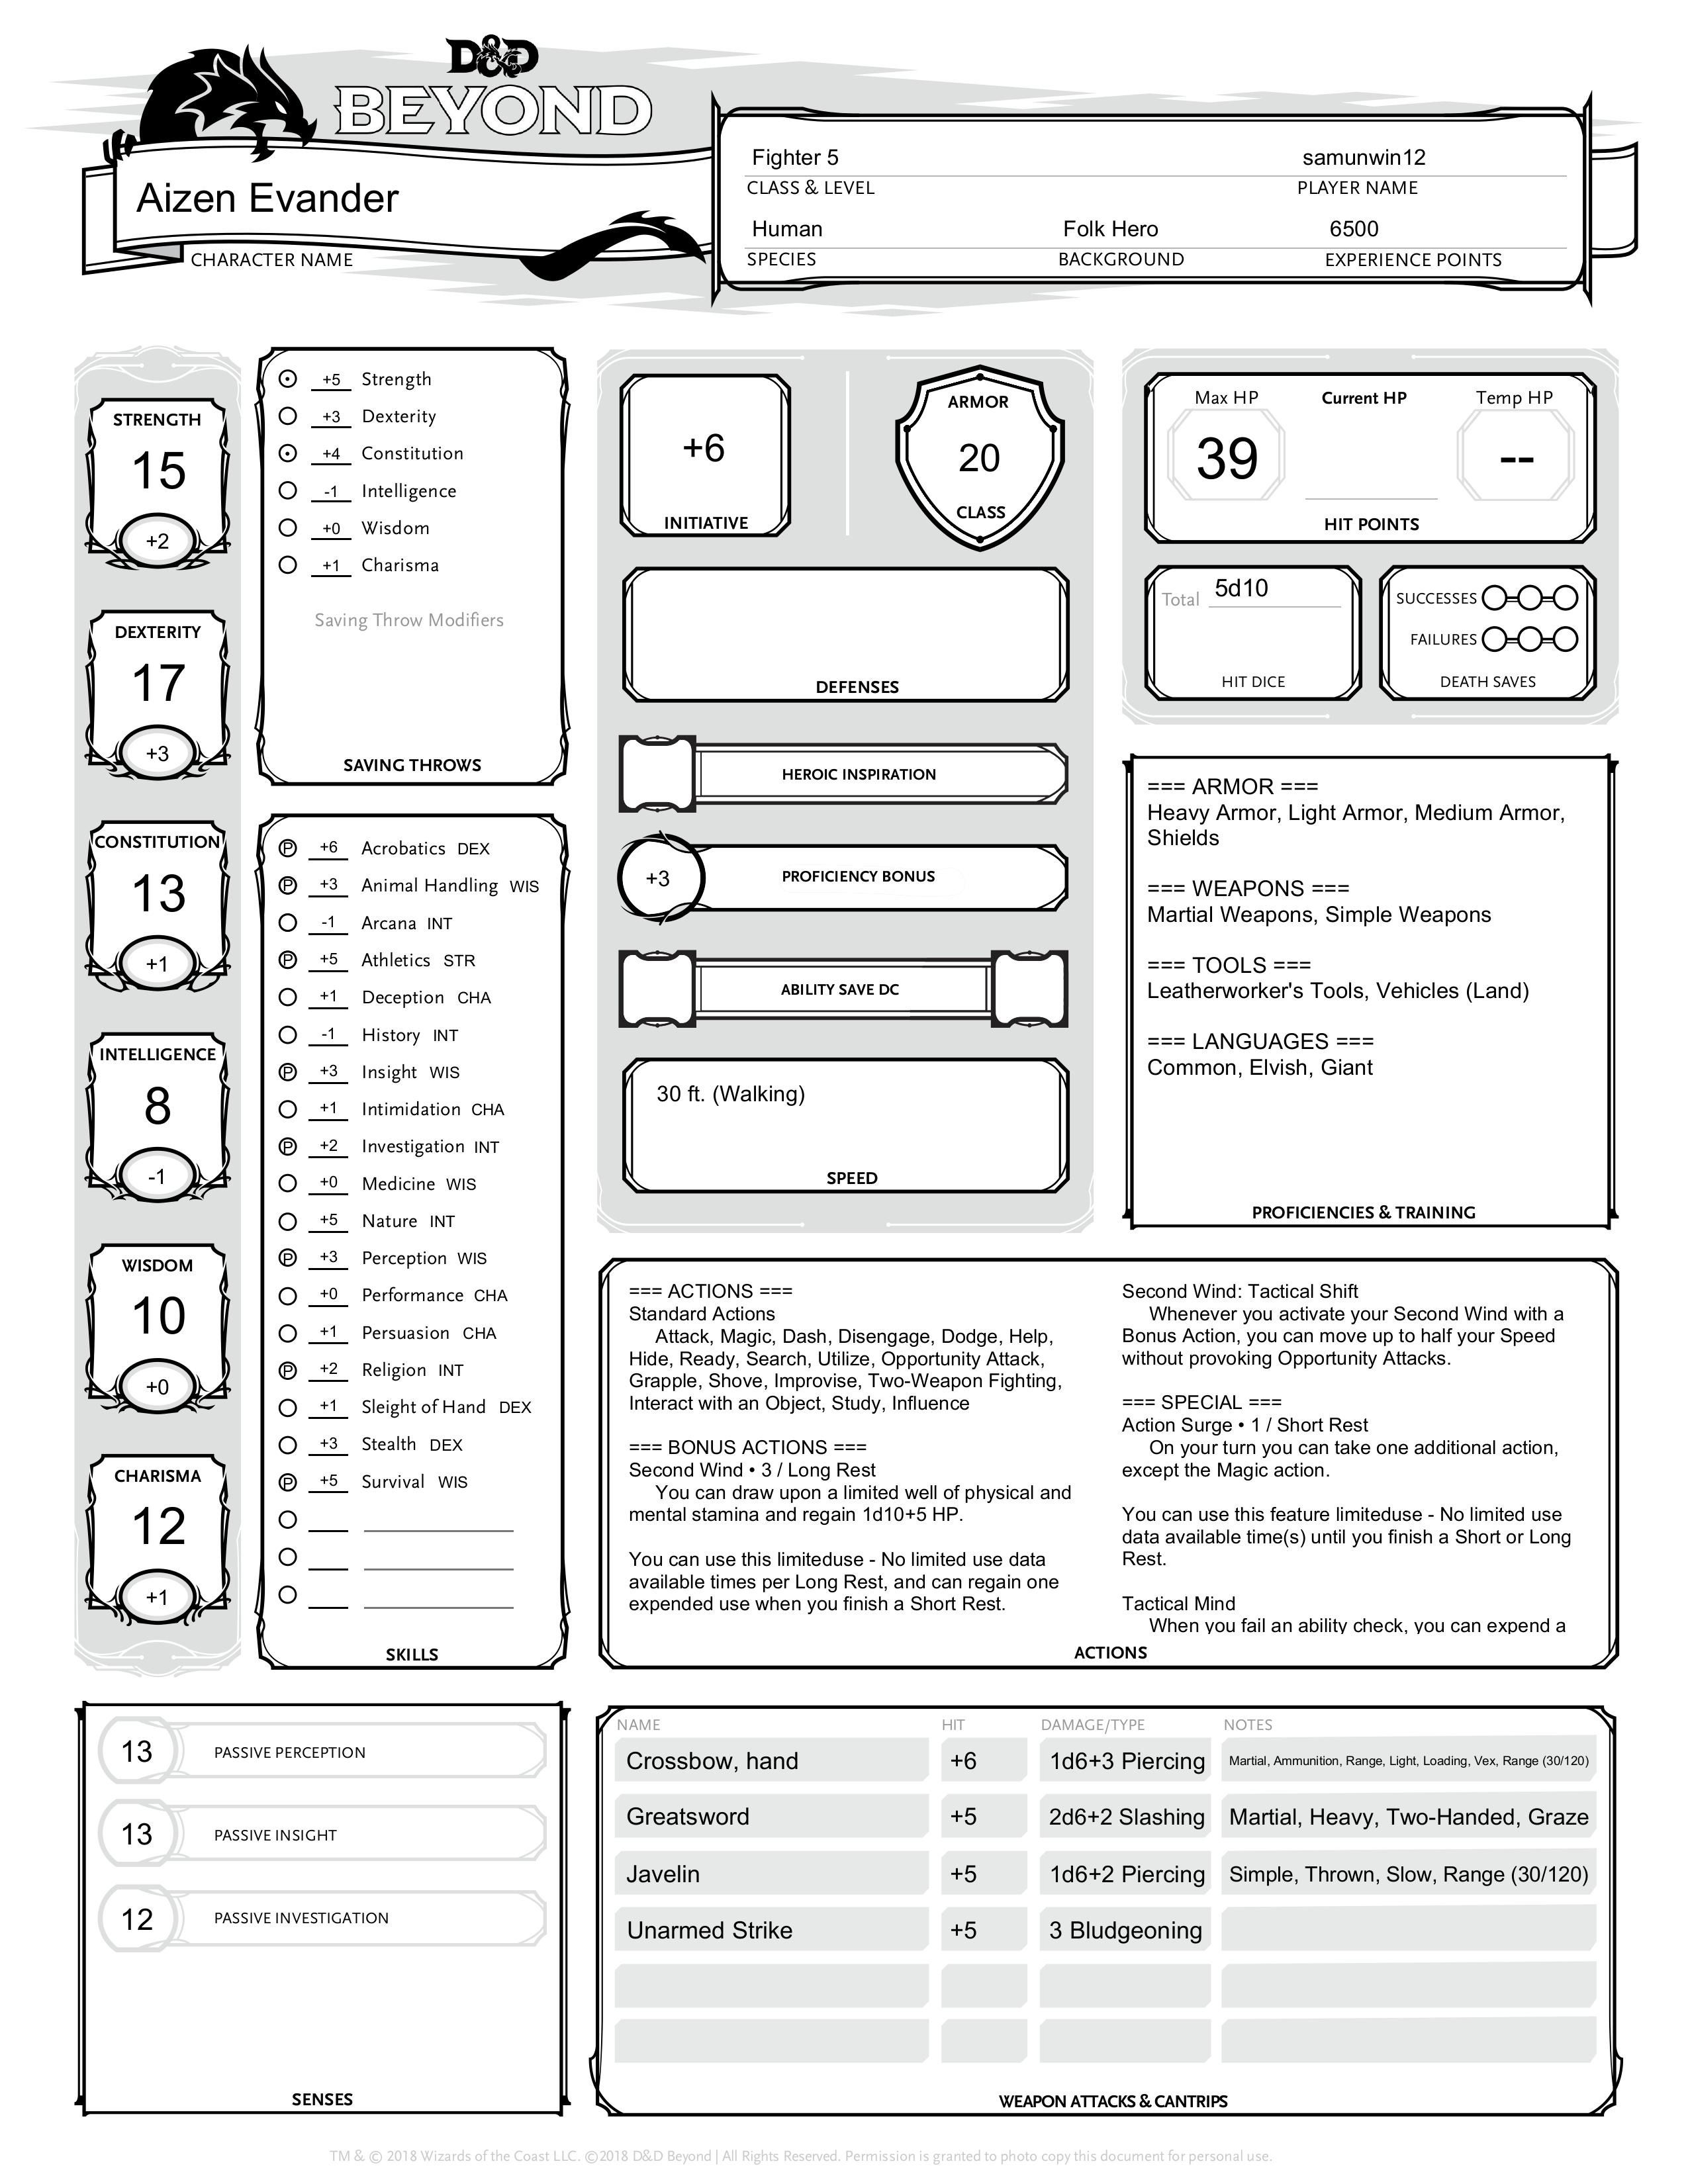 D&D
BEYOND
Aizen Evander
CHARACTER NAME
Fighter 5
samunwin12
CLASS & LEVEL
PLAYER NAME
Human
Folk Hero
6500
SPECIES
BACKGROUND
EXPERIENCE POINTS
STRENGTH
15
+2
DEXTERITY
17
+3
CONSTITUTION
13
+1
INTELLIGENCE
8
-1
WISDOM
10
+0
CHARISMA
12
+1
+5 Strength
+3 Dexterity
+4 Constitution
-1 Intelligence
+0 Wisdom
+1 Charisma
Saving Throw Modifiers
SAVING THROWS
P +6 Acrobatics DEX
P +3 Animal Handling WIS
-1 Arcana INT
P +5 Athletics STR
+1 Deception CHA
-1 History INT
P +3 Insight WIS
+1 Intimidation CHA
P +2 Investigation INT
+0 Medicine WIS
+5 Nature INT
P +3 Perception WIS
+0 Performance CHA
+1 Persuasion CHA
P +2 Religion INT
+1 Sleight of Hand DEX
+3 Stealth DEX
P +5 Survival WIS
SKILLS
+6
INITIATIVE
ARMOR
20
CLASS
DEFENSES
HEROIC INSPIRATION
+3
PROFICIENCY BONUS
ABILITY SAVE DC
30 ft. (Walking)
SPEED
Max HP
Current HP
Temp HP
39
--
HIT POINTS
Total 5d10
HIT DICE
SUCCESSES
FAILURES
DEATH SAVES
=== ARMOR ===
Heavy Armor, Light Armor, Medium Armor,
Shields
=== WEAPONS ===
Martial Weapons, Simple Weapons
=== TOOLS ===
Leatherworker's Tools, Vehicles (Land)
=== LANGUAGES ===
Common, Elvish, Giant
PROFICIENCIES & TRAINING
=== ACTIONS ===
Standard Actions
Attack, Magic, Dash, Disengage, Dodge, Help,
Hide, Ready, Search, Utilize, Opportunity Attack,
Grapple, Shove, Improvise, Two-Weapon Fighting,
Interact with an Object, Study, Influence
=== BONUS ACTIONS ===
Second Wind • 3 / Long Rest
You can draw upon a limited well of physical and
mental stamina and regain 1d10+5 HP.
You can use this limiteduse - No limited use data
available times per Long Rest, and can regain one
expended use when you finish a Short Rest.
Second Wind: Tactical Shift
Whenever you activate your Second Wind with a
Bonus Action, you can move up to half your Speed
without provoking Opportunity Attacks.
=== SPECIAL ===
Action Surge • 1 / Short Rest
On your turn you can take one additional action,
except the Magic action.
You can use this feature limiteduse - No limited use
data available time(s) until you finish a Short or Long
Rest.
Tactical Mind
When you fail an ability check, you can expend a
ACTIONS
13
PASSIVE PERCEPTION
13
PASSIVE INSIGHT
12
PASSIVE INVESTIGATION
SENSES
NAME HIT DAMAGE/TYPE NOTES
Crossbow, hand +6 1d6+3 Piercing Martial, Ammunition, Range, Light, Loading, Vex, Range (30/120)
Greatsword +5 2d6+2 Slashing Martial, Heavy, Two-Handed, Graze
Javelin +5 1d6+2 Piercing Simple, Thrown, Slow, Range (30/120)
Unarmed Strike +5 3 Bludgeoning
WEAPON ATTACKS & CANTRIPS
TM & © 2018 Wizards of the Coast LLC. ©2018 D&D Beyond | All Rights Reserved. Permission is granted to photo copy this document for personal use.